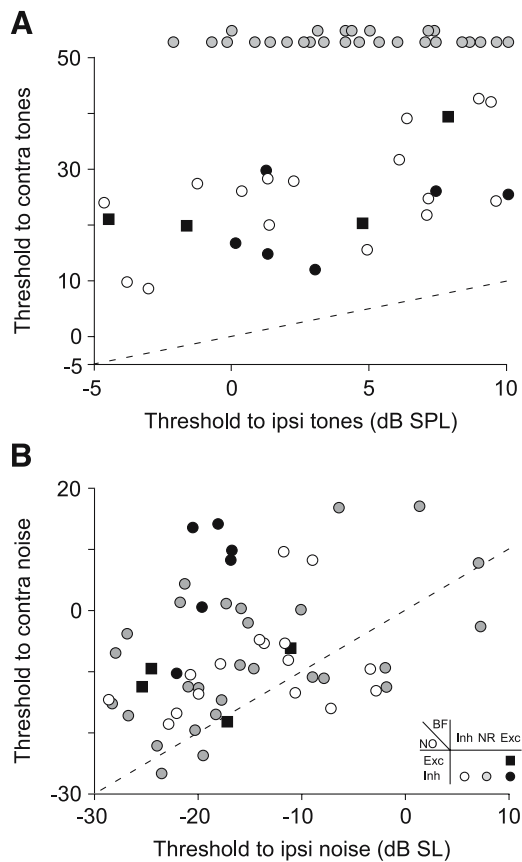 A
Threshold to contra tones
50
30
10
0
-5
-5
0
5
10
Threshold to ipsi tones (dB SPL)
B
Threshold to contra noise
20
0
-30
-30
-20
-10
0
10
Threshold to ipsi noise (dB SL)
BF
NO
Inh NR Exc
Exc
Inh